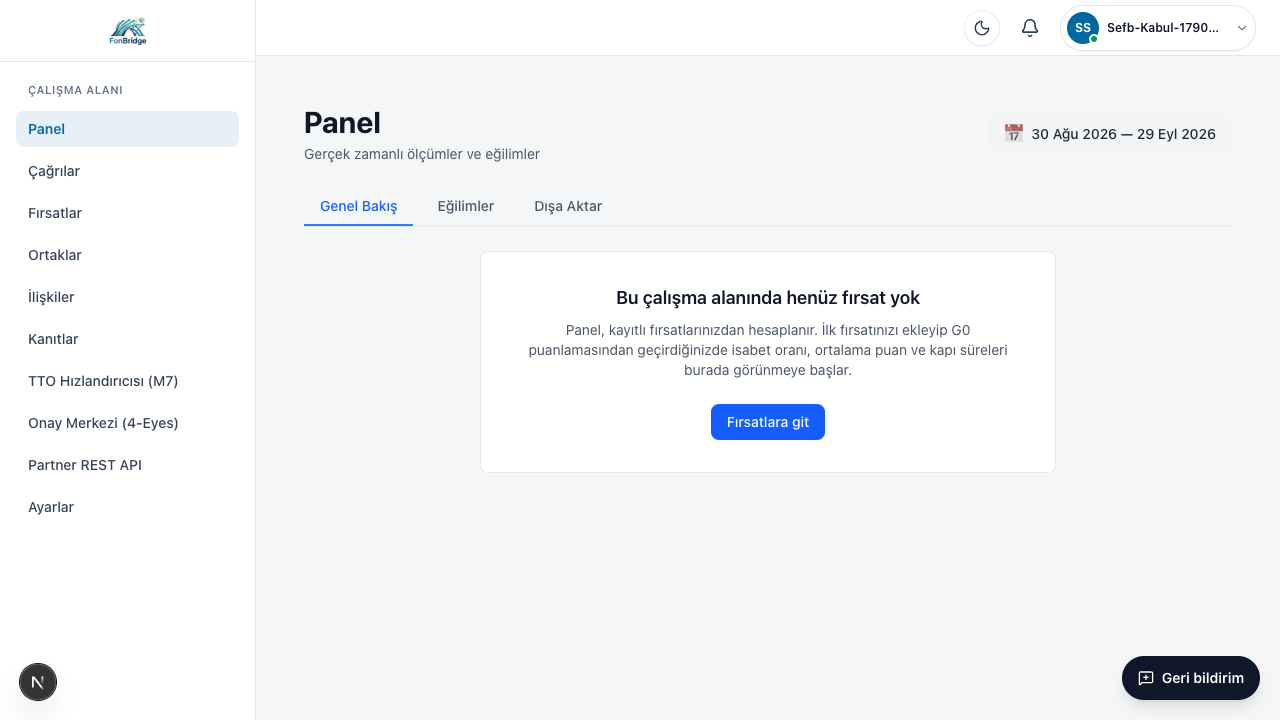 FonBridge
SS
Sefb-Kabul-1790...
ÇALIŞMA ALANI
Panel
Çağrılar
Fırsatlar
Ortaklar
İlişkiler
Kanıtlar
TTO Hızlandırıcısı (M7)
Onay Merkezi (4-Eyes)
Partner REST API
Ayarlar
N
Panel
Gerçek zamanlı ölçümler ve eğilimler
30 Ağu 2026 — 29 Eyl 2026
Genel Bakış
Eğilimler
Dışa Aktar
Bu çalışma alanında henüz fırsat yok
Panel, kayıtlı fırsatlarınızdan hesaplanır. İlk fırsatınızı ekleyip G0
puanlamasından geçirdiğinizde isabet oranı, ortalama puan ve kapı süreleri
burada görünmeye başlar.
Fırsatlara git
Geri bildirim